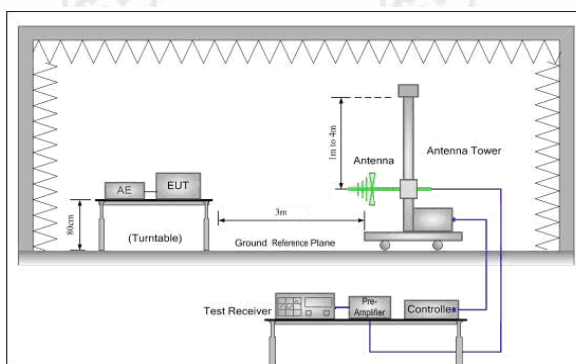 1m to 4m
Antenna
Antenna Tower
AE
EUT
80cm
(Turntable)
3m
Ground Reference Plane
Test Receiver
Pre-
Amplifier
Controller